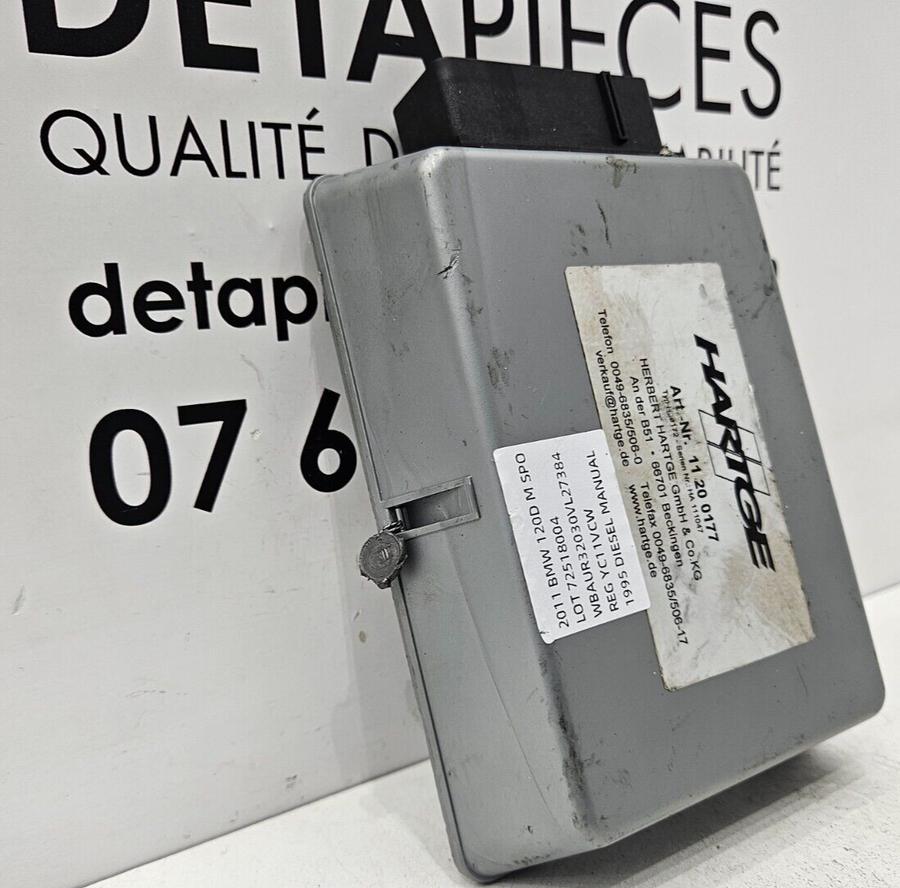 DETAPIÈCES
QUALITÉ
detap
07 6
HARTGE
Art.-Nr. 11 20 0177
HERBERT HARTGE GmbH & Co KG
An der B51 • 66701 Beckingen
Telefon 0049-6835/506-0 Telefax 0049-6835/506-17
verkauf@hartge.de www.hartge.de
2011 BMW 120D M SPO
LOT 72518004
WBAUR32030VL27384
REG YC11VCW
1995 DIESEL MANUAL